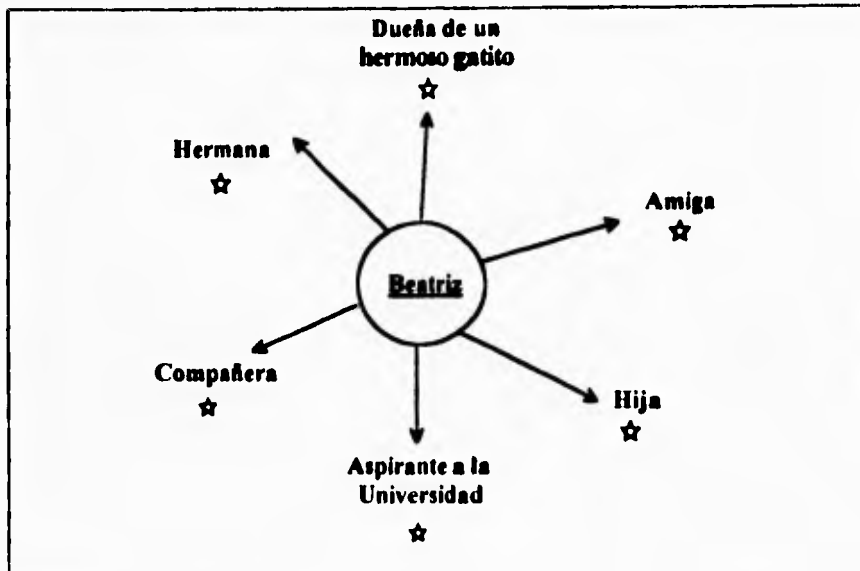 Dueña de un
hermoso gatito
Hermana
Amiga
Beatriz
Compañera
Hija
Aspirante a la
Universidad